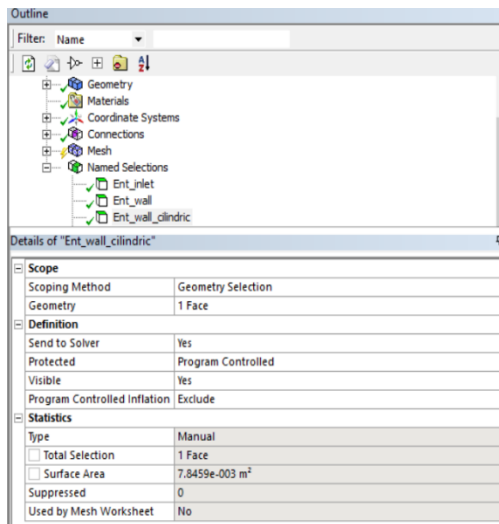 Outline
Filter: Name
Geometry
Materials
Coordinate Systems
Connections
Mesh
Named Selections
Ent_inlet
Ent_wall
Ent_wall_cilindric
Details of "Ent_wall_cilindric"
Scope
Scoping Method Geometry Selection
Geometry 1 Face
Definition
Send to Solver Yes
Protected Program Controlled
Visible Yes
Program Controlled Inflation Exclude
Statistics
Type Manual
Total Selection 1 Face
Surface Area 7.8459e-003 m²
Suppressed 0
Used by Mesh Worksheet No